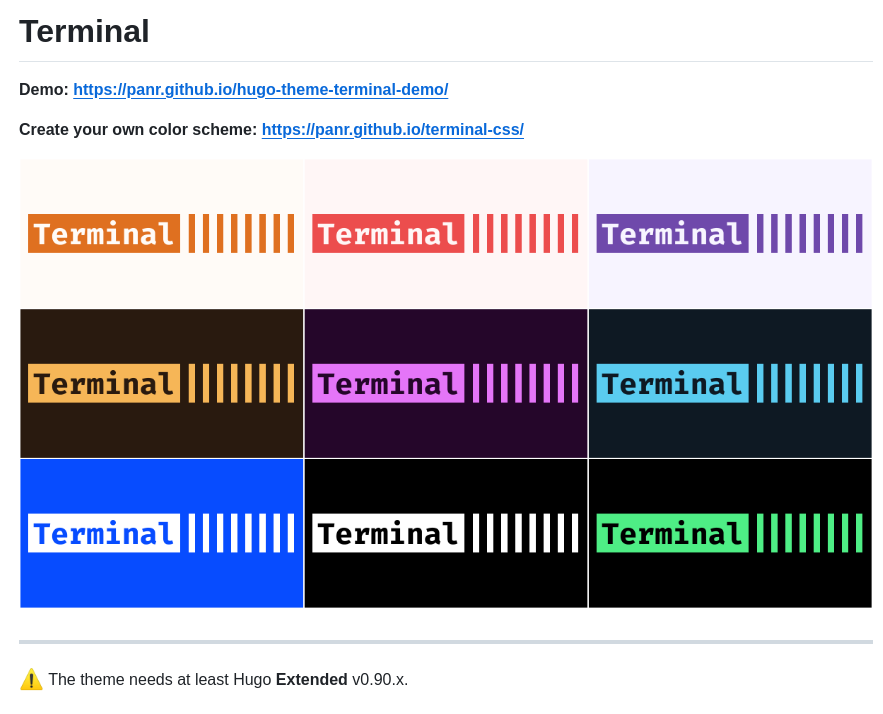 Terminal
Demo: https://panr.github.io/hugo-theme-terminal-demo/
Create your own color scheme: https://panr.github.io/terminal-css/
Terminal Terminal Terminal
Terminal Terminal Terminal
Terminal Terminal Terminal
⚠️ The theme needs at least Hugo Extended v0.90.x.